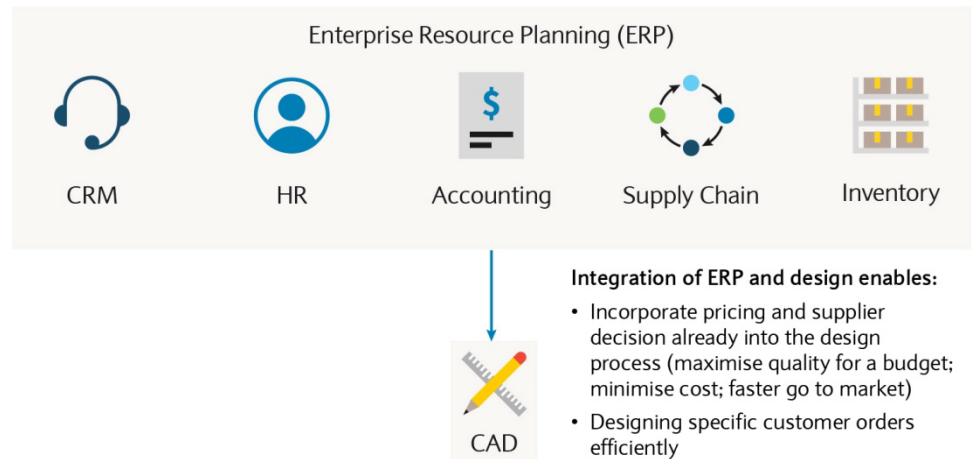 Enterprise Resource Planning (ERP)
$
CRM
HR
Accounting
Supply Chain
Inventory
Integration of ERP and design enables:
• Incorporate pricing and supplier
decision already into the design
process (maximise quality for a budget;
minimise cost; faster go to market)
• Designing specific customer orders
efficiently
CAD